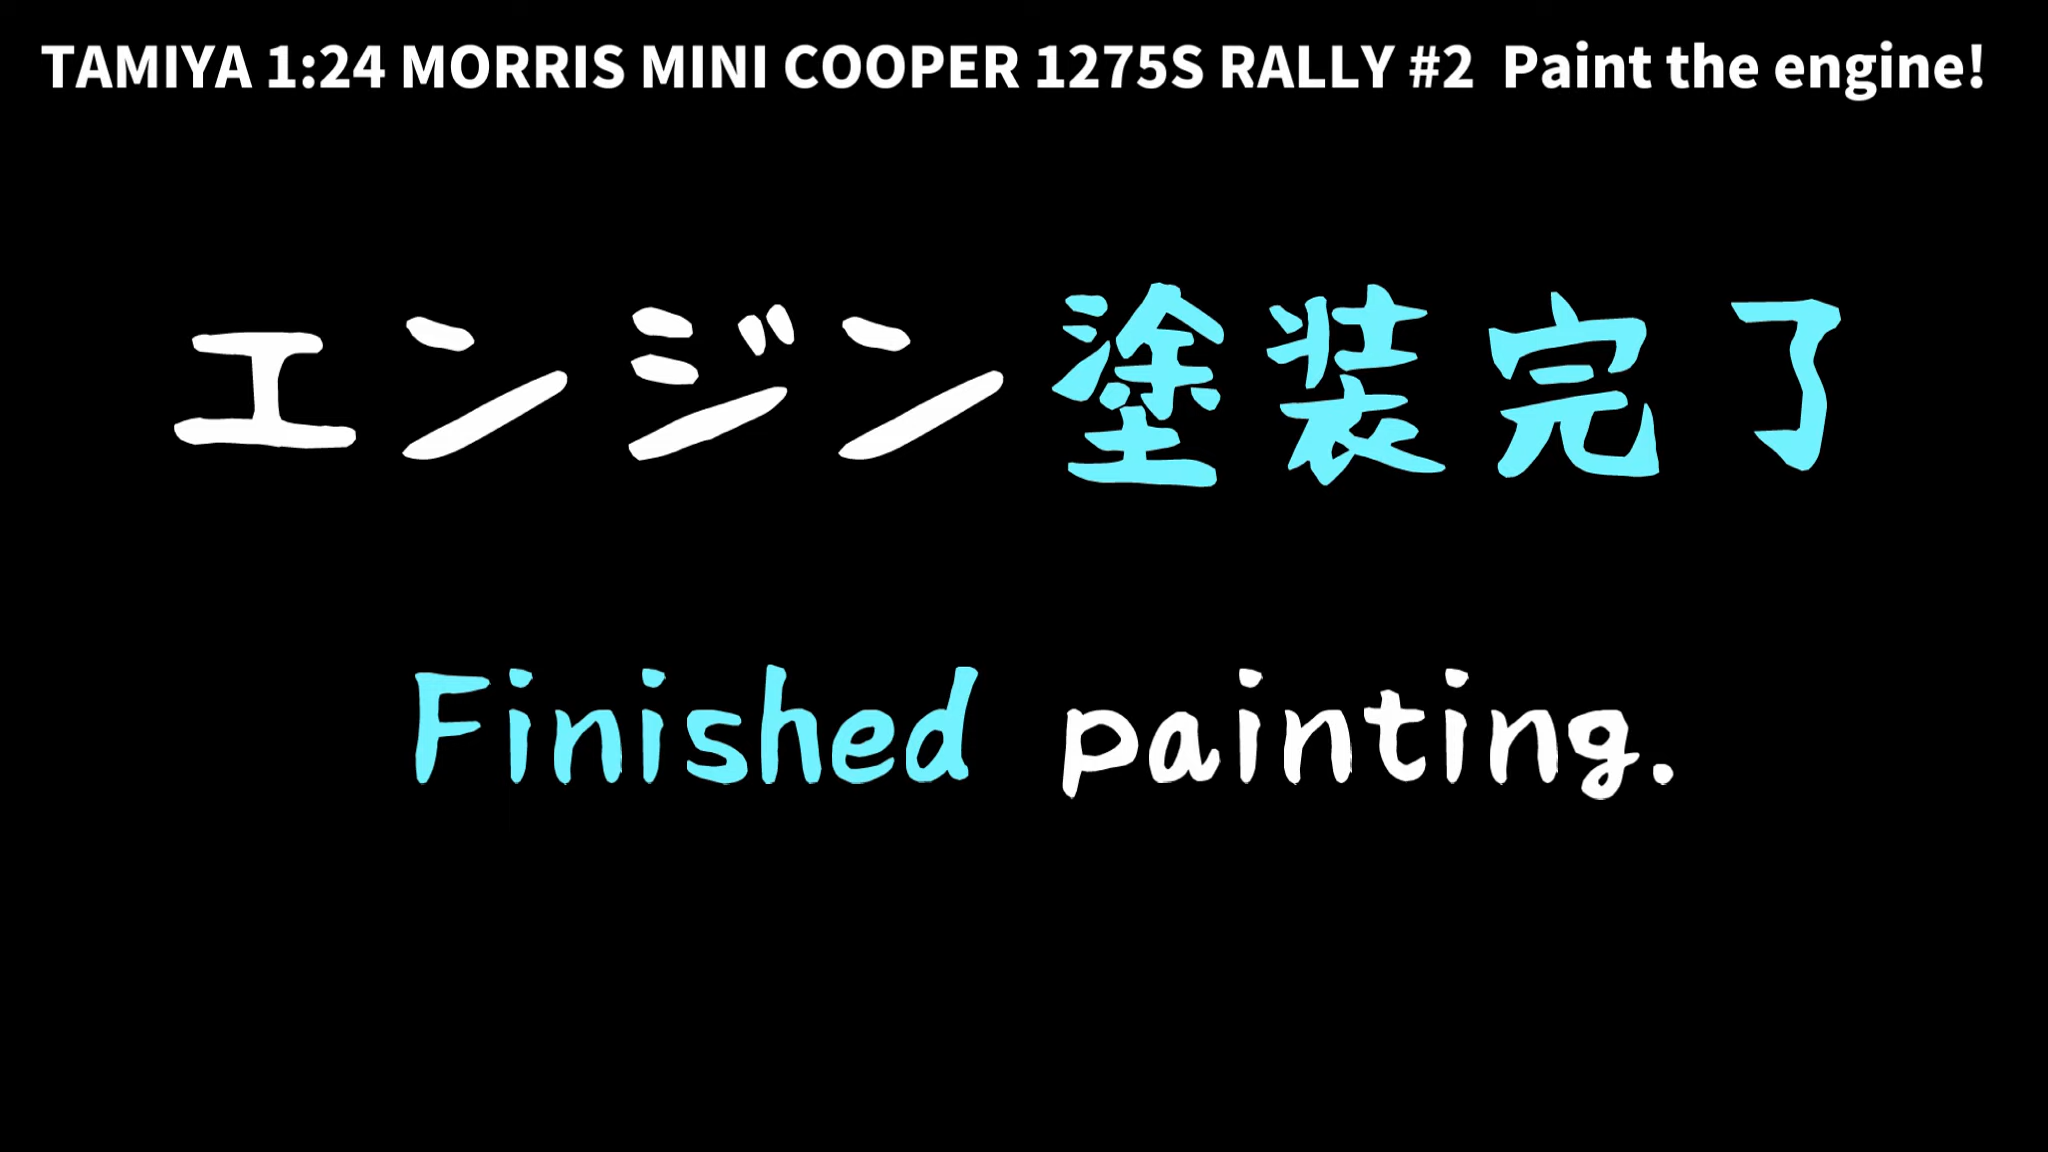 TAMIYA 1:24 MORRIS MINI COOPER 1275S RALLY #2 Paint the engine!
エンジン塗装完了
Finished painting.